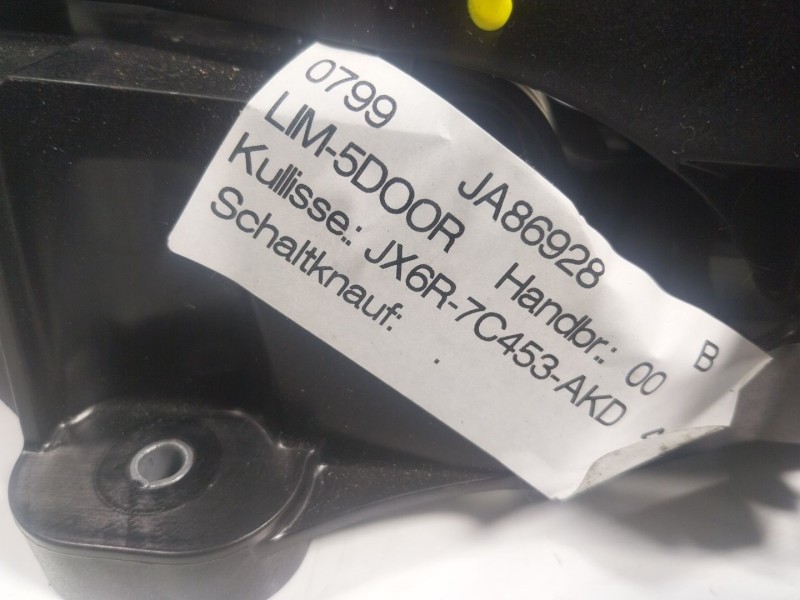 0799 JA86928 B
LIM-5DOOR Handbr.: 00
Kullisse.: JX6R-7C453-AKD
Schaltknauf: .